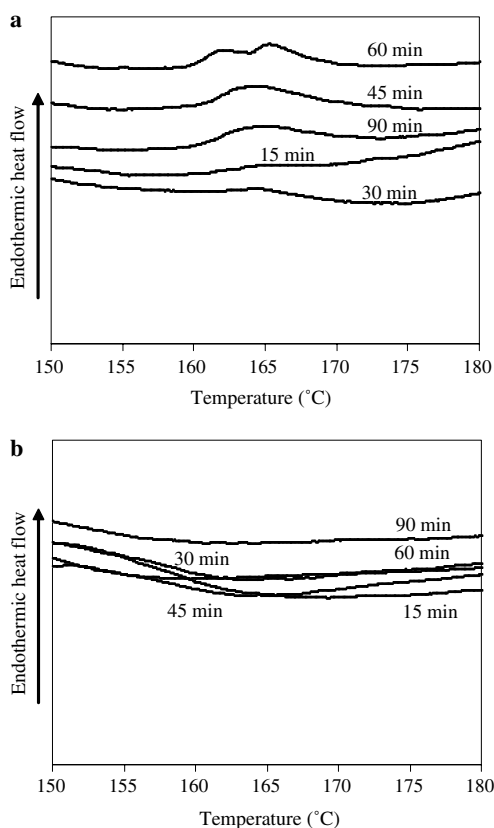 a
60 min
45 min
90 min
15 min
30 min
Endothermic heat flow
150 155 160 165 170 175 180
Temperature (˚C)
b
90 min
30 min
60 min
45 min
15 min
Endothermic heat flow
150 155 160 165 170 175 180
Temperature (˚C)